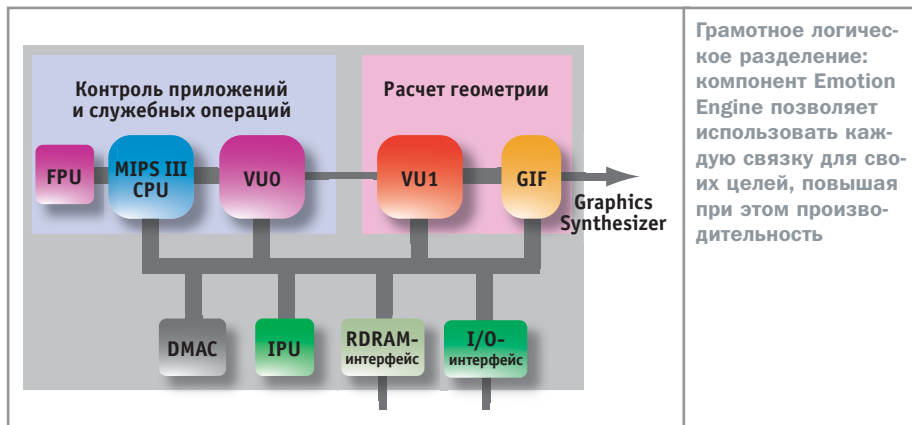 Контроль приложений
и служебных операций
Расчет геометрии
FPU
MIPS III
CPU
VU0
VU1
GIF
Graphics
Synthesizer
DMAC
IPU
RDRAM-
интерфейс
I/O-
интерфейс
Грамотное логичес-
кое разделение:
компонент Emotion
Engine позволяет
использовать каж-
дую связку для сво-
их целей, повышая
при этом произво-
дительность